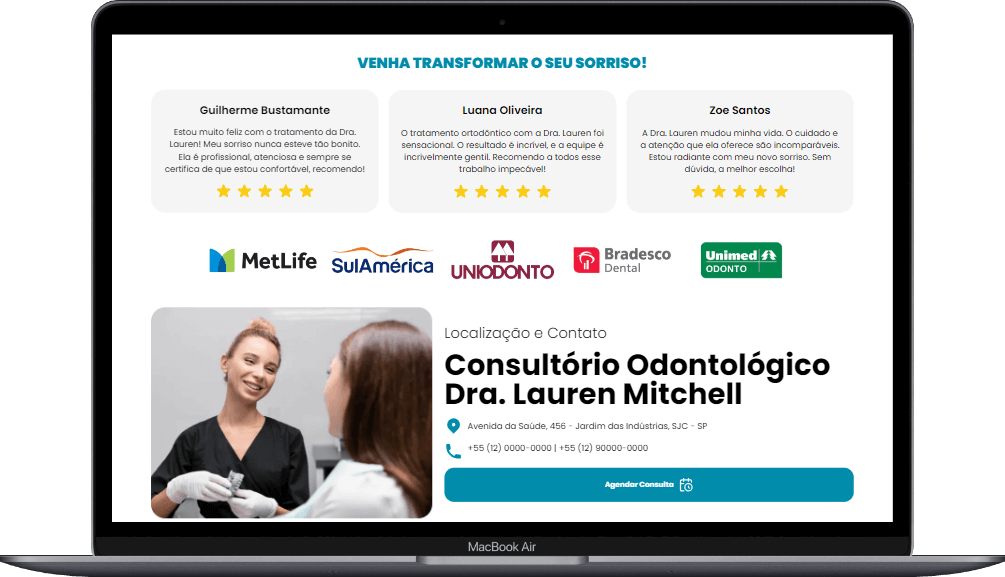 VENHA TRANSFORMAR O SEU SORRISO!
Guilherme Bustamante
Estou muito feliz com o tratamento da Dra.
Lauren! Meu sorriso nunca esteve tão bonito.
Ela é profissional, atenciosa e sempre se
certifica de que estou confortável, recomendo!
Luana Oliveira
O tratamento ortodôntico com a Dra. Lauren foi
sensacional. O resultado é incrível, e a equipe é
incrivelmente gentil. Recomendo a todos esse
trabalho impecável!
Zoe Santos
A Dra. Lauren mudou minha vida. O cuidado e
a atenção que ela oferece são incomparáveis.
Estou radiante com meu novo sorriso. Sem
dúvida, a melhor escolha!
MetLife
SulAmérica
UNIODONTO
Bradesco
Dental
Unimed
ODONTO
Localização e Contato
Consultório Odontológico
Dra. Lauren Mitchell
Avenida da Saúde, 456 - Jardim das Indústrias, SJC - SP
+55 (12) 0000-0000 | +55 (12) 90000-0000
Agendar Consulta
MacBook Air